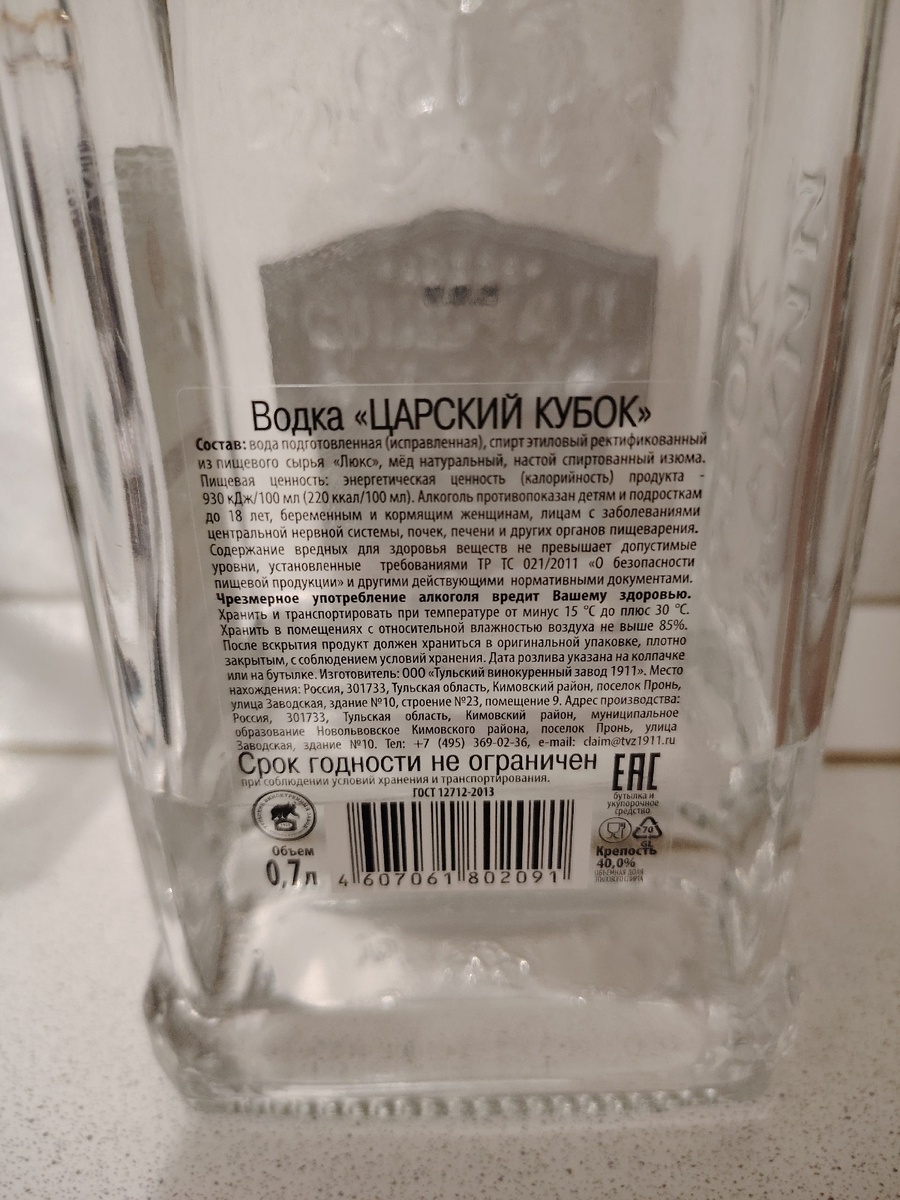 Водка «ЦАРСКИЙ КУБОК»
Состав: вода подготовленная (исправленная), спирт этиловый ректификованный
из пищевого сырья «Люкс», мёд натуральный, настой спиртованный изюма.
Пищевая ценность: энергетическая ценность (калорийность) продукта -
930 кДж/100 мл (220 ккал/100 мл). Алкоголь противопоказан детям и подросткам
до 18 лет, беременным и кормящим женщинам, лицам с заболеваниями
центральной нервной системы, почек, печени и других органов пищеварения.
Содержание вредных для здоровья веществ не превышает допустимые
уровни, установленные требованиями ТР ТС 021/2011 «О безопасности
пищевой продукции» и другими действующими нормативными документами.
Чрезмерное употребление алкоголя вредит Вашему здоровью.
Хранить и транспортировать при температуре от минус 15 °С до плюс 30 °С.
Хранить в помещениях с относительной влажностью воздуха не выше 85%.
После вскрытия продукт должен храниться в оригинальной упаковке, плотно
закрытым, с соблюдением условий хранения. Дата розлива указана на колпачке
или на бутылке. Изготовитель: ООО «Тульский винокуренный завод 1911». Место
нахождения: Россия, 301733, Тульская область, Кимовский район, поселок Пронь,
улица Заводская, здание №10, строение №23, помещение 9. Адрес производства:
Россия, 301733, Тульская область, Кимовский район, муниципальное
образование Новольвовское Кимовского района, поселок Пронь, улица
Заводская, здание №10. Тел: +7 (495) 369-02-36, e-mail: claim@tvz1911.ru
Срок годности не ограничен
при соблюдении условий хранения и транспортирования.
ГОСТ 12712-2013
EAC
бутылка и
укупорочное
средство
70
GL
Объем
0,7л
4 607061 802091
Крепость
40,0%